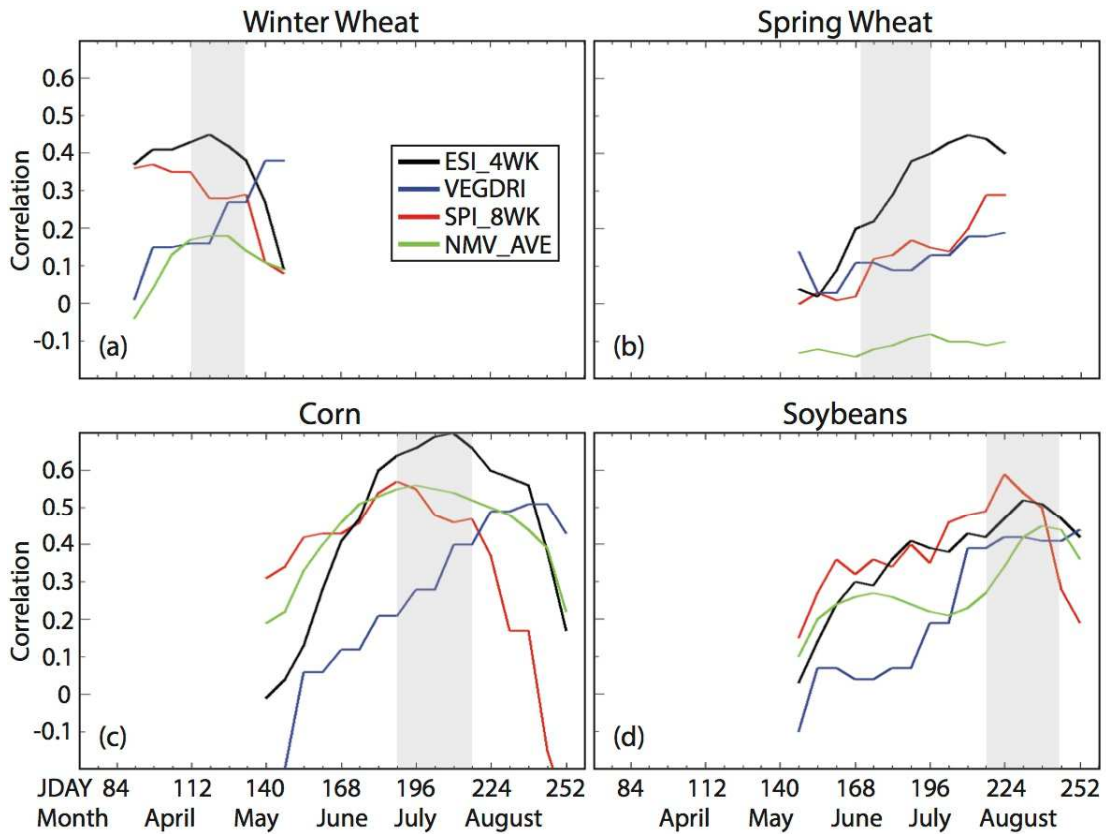 Winter Wheat
Spring Wheat
0.6
0.5
0.4
0.3
0.2
0.1
0
-0.1
Correlation
ESI_4WK
VEGDRI
SPI_8WK
NMV_AVE
(a)
(b)
Corn
Soybeans
0.6
0.5
0.4
0.3
0.2
0.1
0
-0.1
Correlation
(c)
(d)
JDAY 84 112 140 168 196 224 252
84 112 140 168 196 224 252
Month April May June July August
April May June July August